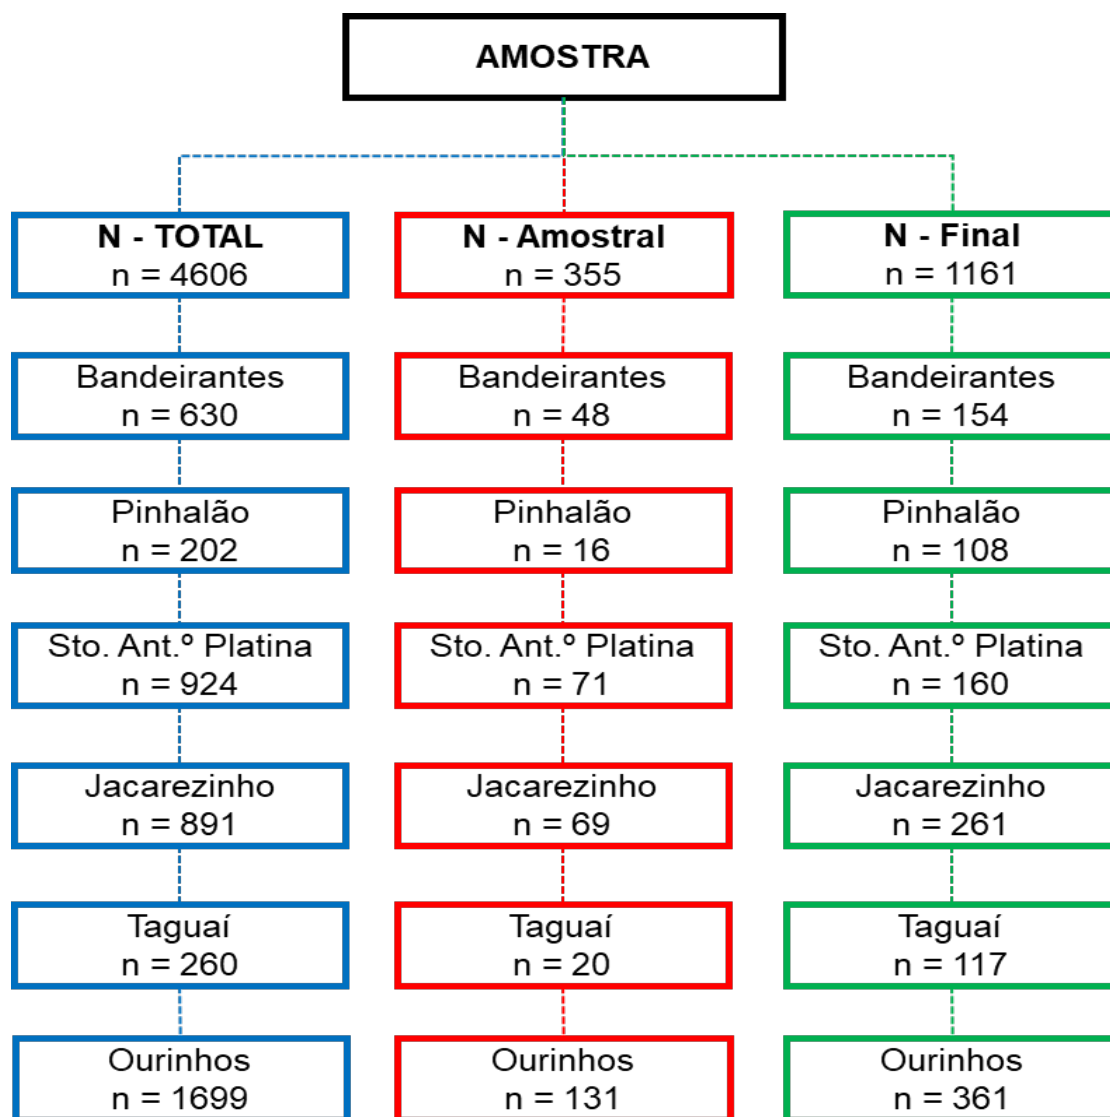 AMOSTRA
N - TOTAL
n = 4606
Bandeirantes
n = 630
Pinhalão
n = 202
Sto. Ant.º Platina
n = 924
Jacarezinho
n = 891
Taguaí
n = 260
Ourinhos
n = 1699
N - Amostral
n = 355
Bandeirantes
n = 48
Pinhalão
n = 16
Sto. Ant.º Platina
n = 71
Jacarezinho
n = 69
Taguaí
n = 20
Ourinhos
n = 131
N - Final
n = 1161
Bandeirantes
n = 154
Pinhalão
n = 108
Sto. Ant.º Platina
n = 160
Jacarezinho
n = 261
Taguaí
n = 117
Ourinhos
n = 361